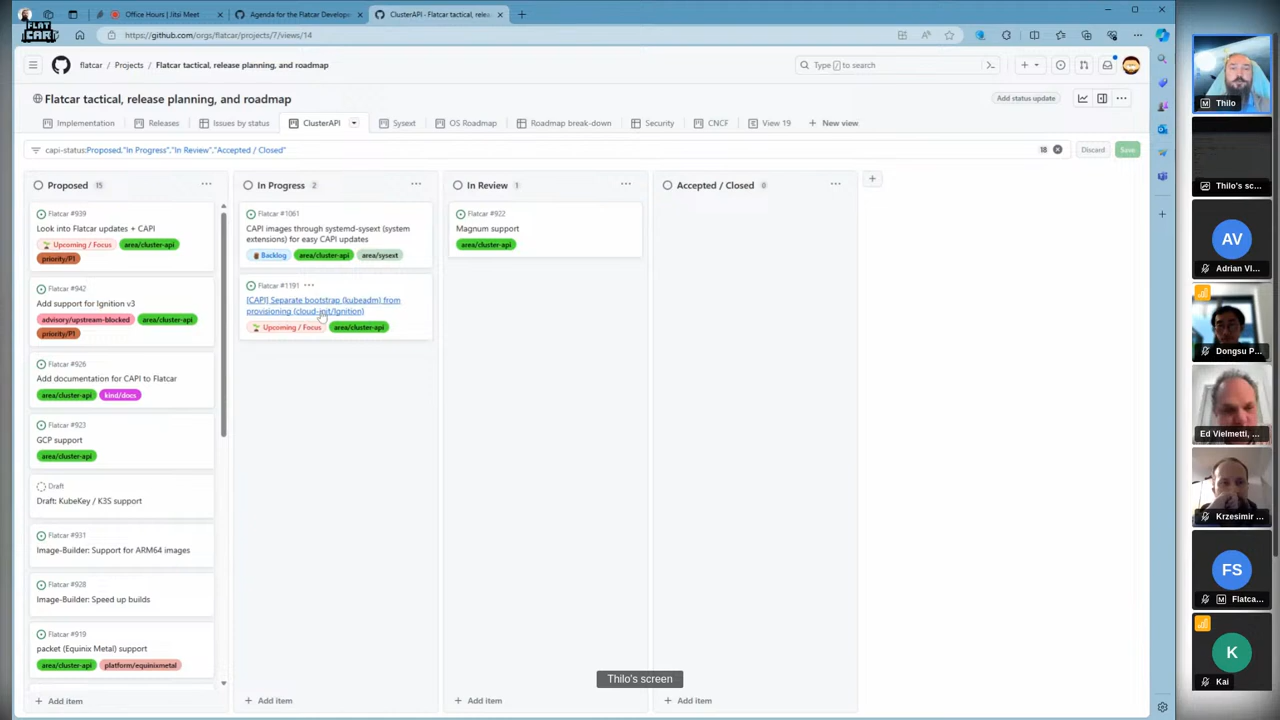 Office Hours | Jitsi Meet
Agenda for the Flatcar Develope
ClusterAPI - Flatcar tactical, relea
FLAT
CAR
https://github.com/orgs/flatcar/projects/7/views/14
flatcar / Projects / Flatcar tactical, release planning, and roadmap
Type / to search
Flatcar tactical, release planning, and roadmap
Add status update
Implementation
Releases
Issues by status
ClusterAPI
Sysext
OS Roadmap
Roadmap break-down
Security
CNCF
View 19
New view
capi-status:Proposed,"In Progress","In Review","Accepted / Closed"
18
Discard
Save
Proposed 15
Flatcar #939
Look into Flatcar updates + CAPI
Upcoming / Focus
area/cluster-api
priority/P1
Flatcar #942
Add support for Ignition v3
advisory/upstream-blocked
area/cluster-api
priority/P1
Flatcar #926
Add documentation for CAPI to Flatcar
area/cluster-api
kind/docs
Flatcar #923
GCP support
area/cluster-api
Draft
Draft: KubeKey / K3S support
Flatcar #931
Image-Builder: Support for ARM64 images
Flatcar #928
Image-Builder: Speed up builds
Flatcar #919
packet (Equinix Metal) support
area/cluster-api
platform/equinixmetal
Add item
In Progress 2
Flatcar #1061
CAPI images through systemd-sysext (system
extensions) for easy CAPI updates
Backlog
area/cluster-api
area/sysext
Flatcar #1191
[CAPI] Separate bootstrap (kubeadm) from
provisioning (cloud-init/Ignition)
Upcoming / Focus
area/cluster-api
Add item
In Review 1
Flatcar #922
Magnum support
area/cluster-api
Add item
Accepted / Closed 0
Add item
Thilo's screen
M Thilo
Thilo's sc...
AV
Adrian Vl...
Dongsu P...
Ed Vielmetti, ...
Krzesimir ...
FS
M Flatca...
K
Kai